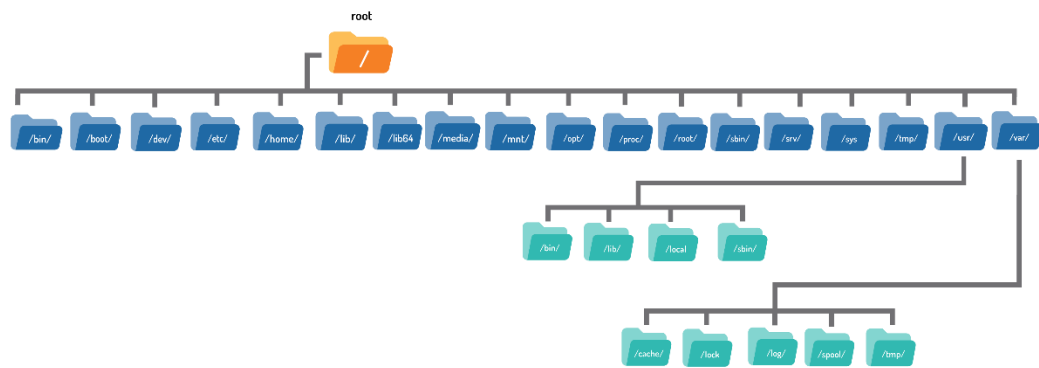 root
/
/bin/
/boot/
/dev/
/etc/
/home/
/lib/
/lib64
/media/
/mnt/
/opt/
/proc/
/root/
/sbin/
/srv/
/sys
/tmp/
/usr/
/var/
/bin/
/lib/
/local
/sbin/
/cache/
/lock
/log/
/spool/
/tmp/